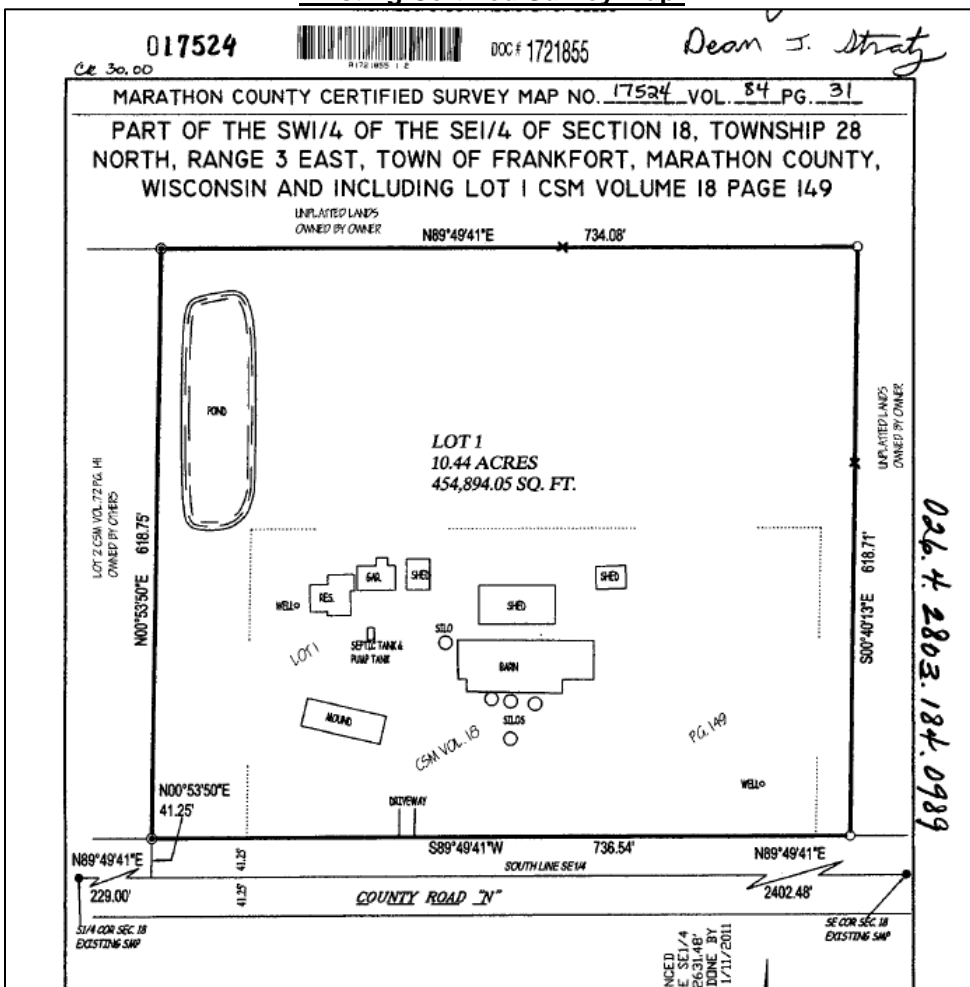 017524
DOC# 1721855
Dean J. Stratz
CK 30.00
R1721855 1 2
MARATHON COUNTY CERTIFIED SURVEY MAP NO. 17524 VOL. 84 PG. 31
PART OF THE SW1/4 OF THE SE1/4 OF SECTION 18, TOWNSHIP 28
NORTH, RANGE 3 EAST, TOWN OF FRANKFORT, MARATHON COUNTY,
WISCONSIN AND INCLUDING LOT 1 CSM VOLUME 18 PAGE 149
UNPLATTED LANDS
OWNED BY OWNER
N89°49'41"E 734.08'
POND
LOT 1
10.44 ACRES
454,894.05 SQ. FT.
UNPLATTED LANDS
OWNED BY OWNER
LOT 2 CSM VOL.72 PG. 141
OWNED BY OTHERS
N00°53'50"E 618.75'
S00°40'13"E 618.71'
026.4.2803.184.0989
GAR.
SHED
SHED
RES.
WELL
SHED
SILO
SEPTIC TANK &
PUMP TANK
LOT 1
BARN
MOUND
SILOS
CSM VOL. 18
PG. 149
WELL
N00°53'50"E
41.25'
DRIVEWAY
S89°49'41"W 736.54'
N89°49'41"E
229.00'
41.25'
41.25'
SOUTH LINE SE1/4
N89°49'41"E
2402.48'
COUNTY ROAD "N"
S1/4 COR SEC. 18
EXISTING SMP
SE COR SEC. 18
EXISTING SMP
NCED
E SE1/4
2631.48'
DONE BY
1/11/2011